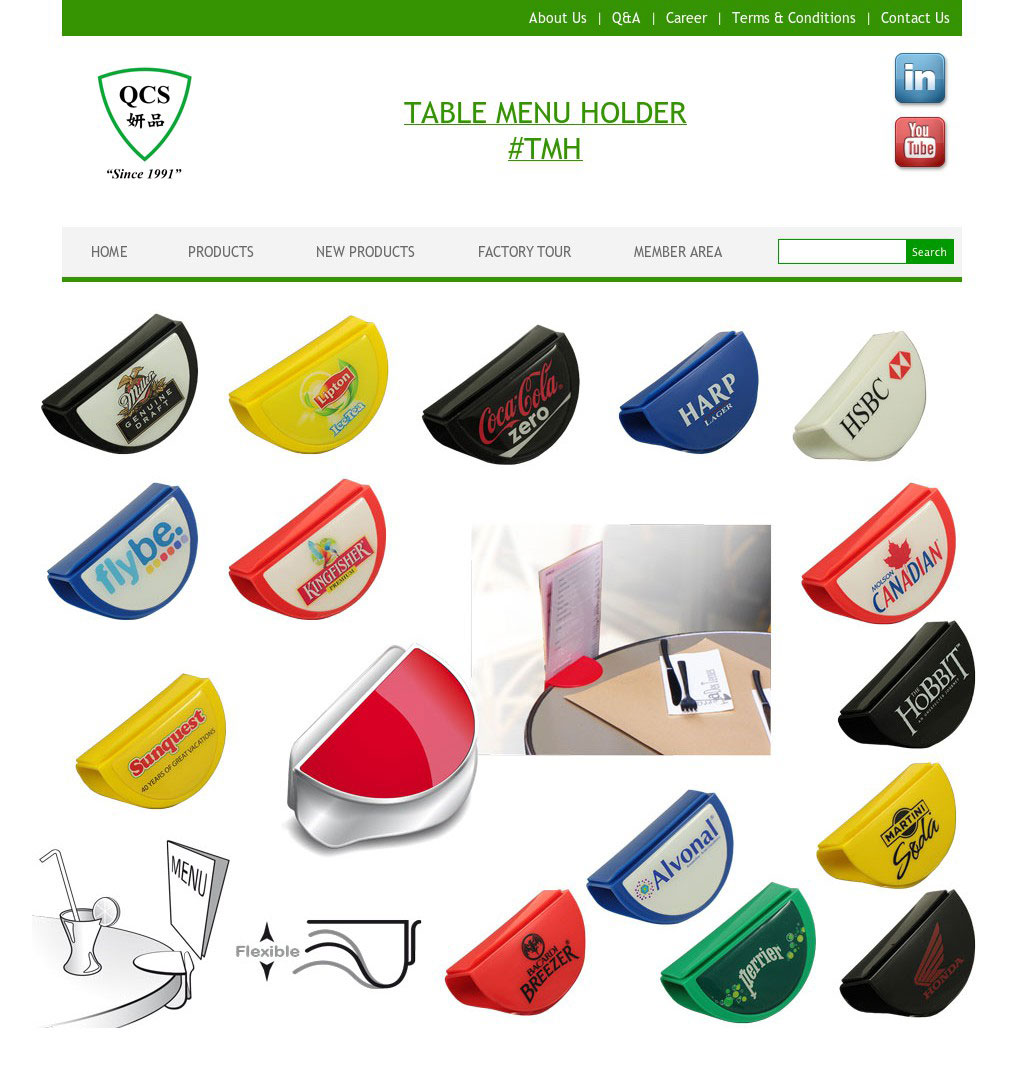 About Us | Q&A | Career | Terms & Conditions | Contact Us
QCS
妍品
“Since 1991”
TABLE MENU HOLDER
#TMH
in
You
Tube
HOME PRODUCTS NEW PRODUCTS FACTORY TOUR MEMBER AREA Search
Miller
GENUINE
DRAFT
Lipton
Ice Tea
Coca-Cola
zero
HARP
LAGER
HSBC
flybe.
KINGFISHER
PREMIUM
MOLSON
CANADIAN
THE
HOBBIT
AN UNEXPECTED JOURNEY
Sunquest
40 YEARS OF GREAT VACATIONS
MARTINI
Soda
Alvonal
MENU
Flexible
BACARDI
BREEZER
perrier
HONDA